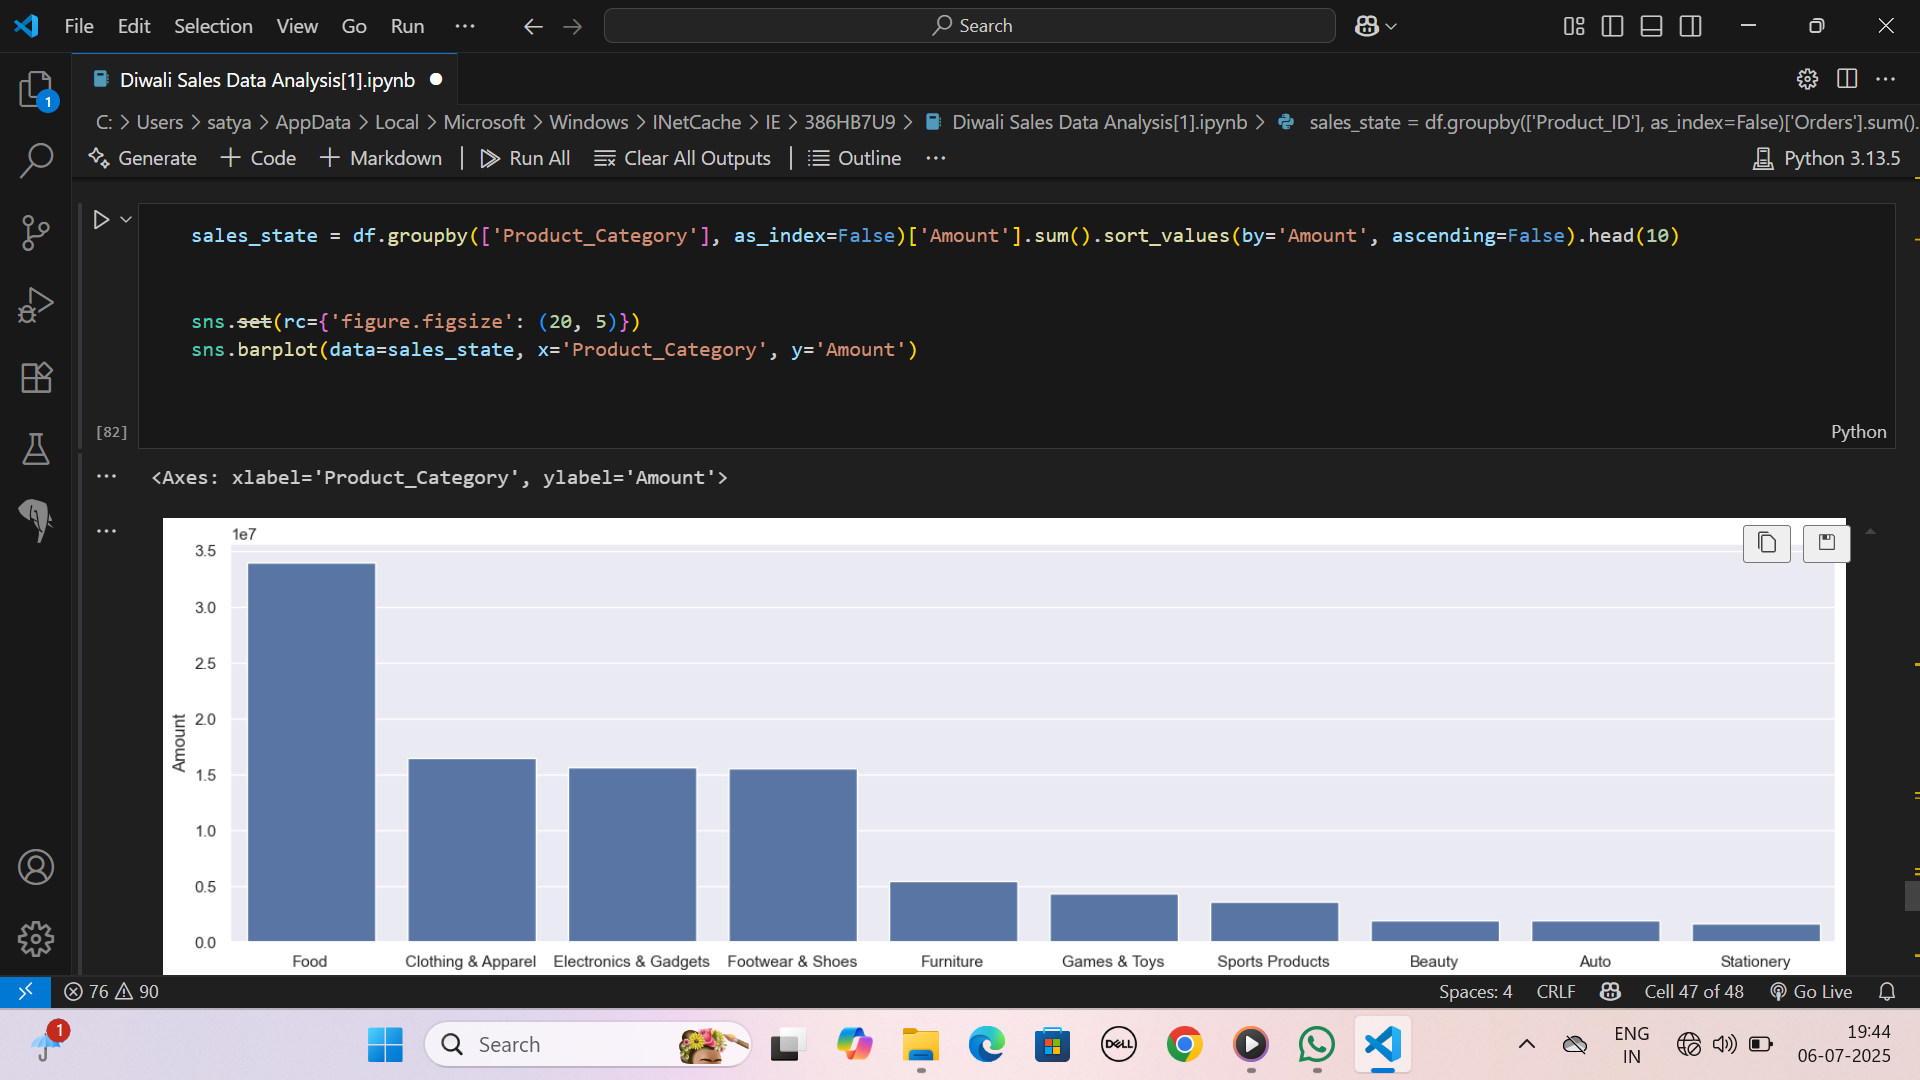 File Edit Selection View Go Run ··· Search
Diwali Sales Data Analysis[1].ipynb
1
C: > Users > satya > AppData > Local > Microsoft > Windows > INetCache > IE > 386HB7U9 > Diwali Sales Data Analysis[1].ipynb > sales_state = df.groupby(['Product_ID'], as_index=False)['Orders'].sum().
Generate + Code + Markdown | Run All Clear All Outputs | Outline ··· Python 3.13.5
sales_state = df.groupby(['Product_Category'], as_index=False)['Amount'].sum().sort_values(by='Amount', ascending=False).head(10)
sns.set(rc={'figure.figsize': (20, 5)})
sns.barplot(data=sales_state, x='Product_Category', y='Amount')
[82] Python
<Axes: xlabel='Product_Category', ylabel='Amount'>
1e7
3.5
3.0
2.5
2.0
1.5
1.0
0.5
0.0
Amount
Food Clothing & Apparel Electronics & Gadgets Footwear & Shoes Furniture Games & Toys Sports Products Beauty Auto Stationery
76 90 Spaces: 4 CRLF Cell 47 of 48 Go Live
1 Search DELL ENG 19:44
IN 06-07-2025